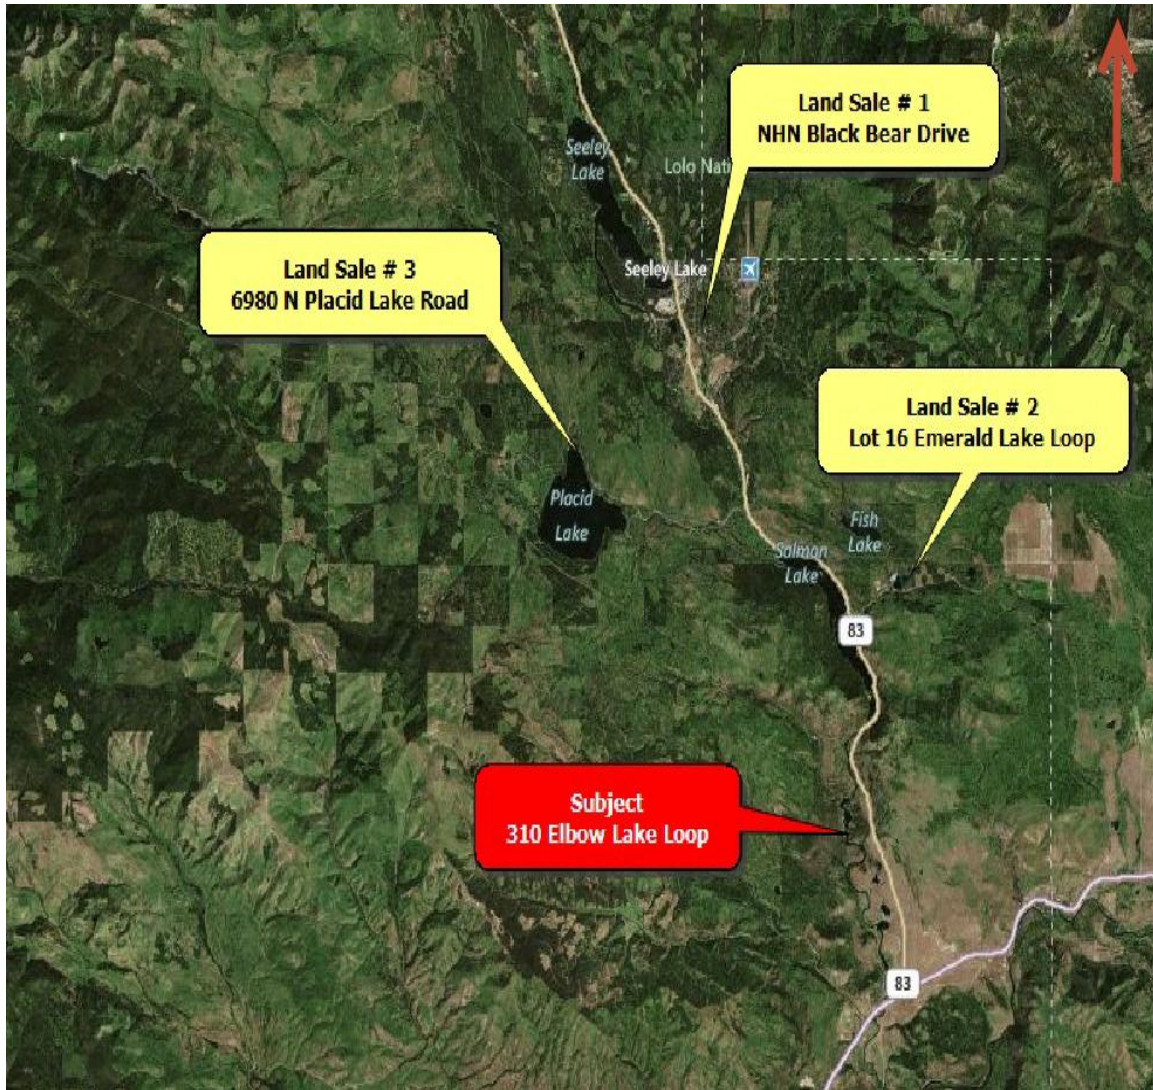 Land Sale # 1
NHN Black Bear Drive
Seeley
Lake
Lolo Nati
Land Sale # 3
6980 N Placid Lake Road
Seeley Lake
Land Sale # 2
Lot 16 Emerald Lake Loop
Placid
Lake
Fish
Lake
Salmon
Lake
83
Subject
310 Elbow Lake Loop
83